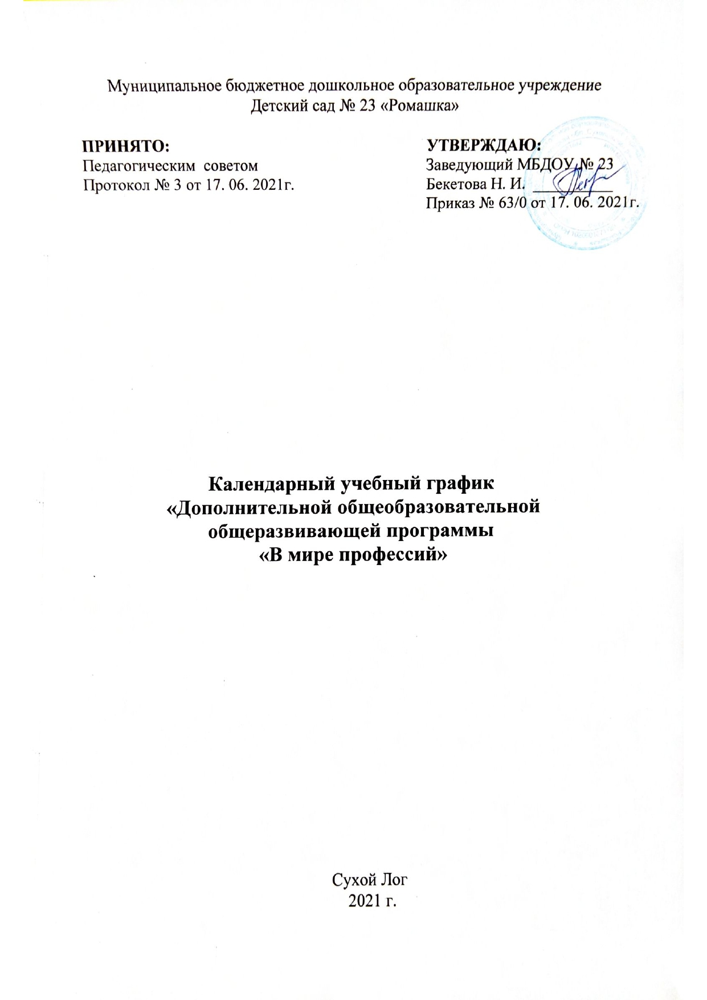 Муниципальное бюджетное дошкольное образовательное учреждение
Детский сад № 23 «Ромашка»
ПРИНЯТО:
Педагогическим советом
Протокол № 3 от 17. 06. 2021г.
УТВЕРЖДАЮ:
Заведующий МБДОУ № 23
Бекетова Н. И.
Приказ № 63/0 от 17. 06. 2021г.
Календарный учебный график
«Дополнительной общеобразовательной
общеразвивающей программы
«В мире профессий»
Сухой Лог
2021 г.